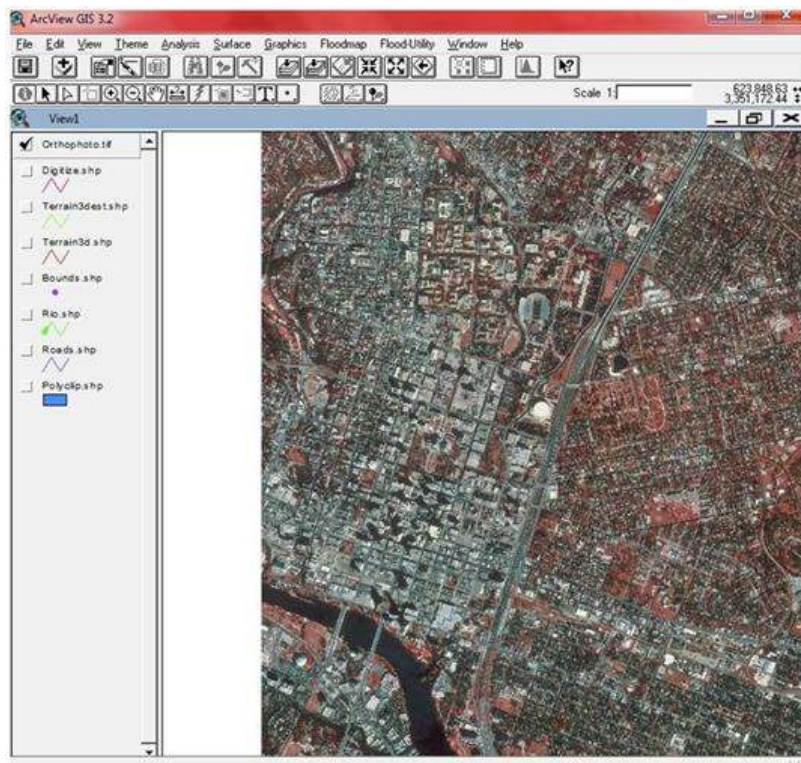 ArcView GIS 3.2
File Edit View Theme Analysis Surface Graphics Floodmap Flood-Utility Window Help
Scale 1: 623,848.63
3,351,172.44
View1
Orthophoto.tif
Digitize.shp
Terrain3dest.shp
Terrain3d.shp
Bounds.shp
Rio.shp
Roads.shp
Polyclip.shp